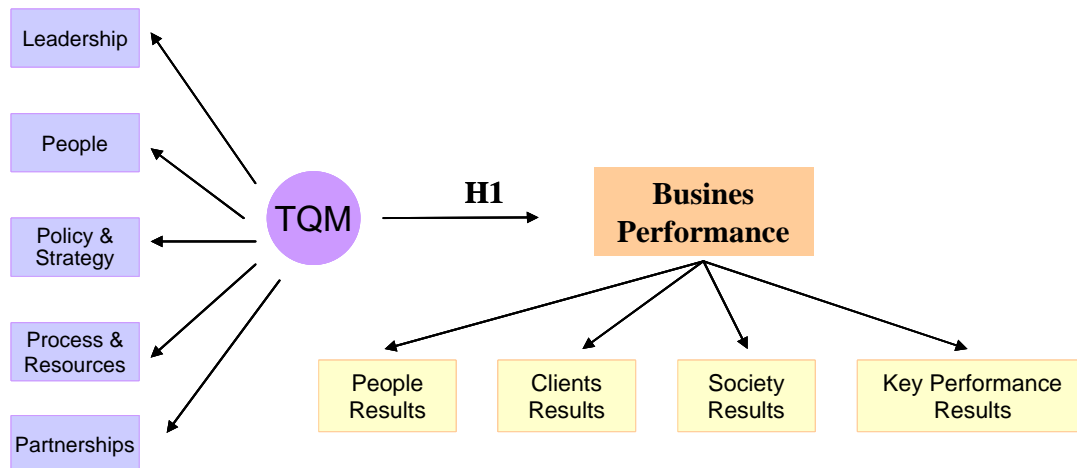 Leadership
People
Policy &
Strategy
Process &
Resources
Partnerships
TQM
H1
Busines
Performance
People
Results
Clients
Results
Society
Results
Key Performance
Results